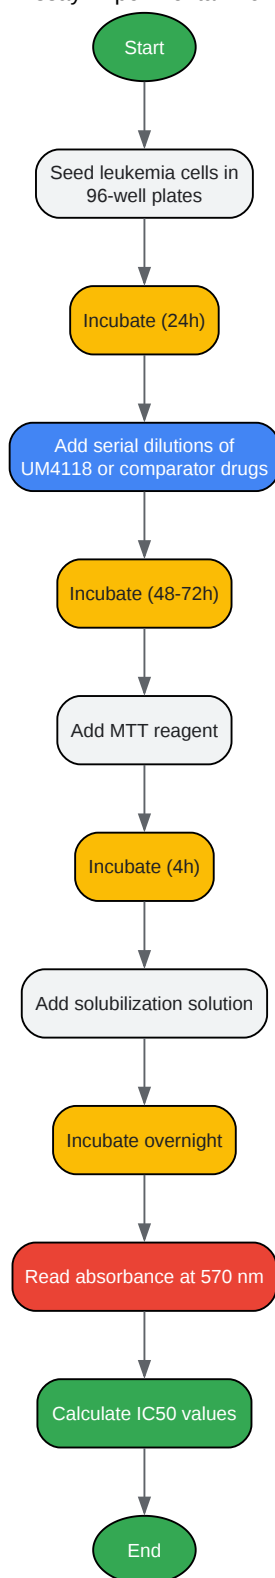 Start
Seed leukemia cells in
96-well plates
Incubate (24h)
Add serial dilutions of
UM4118 or comparator drugs
Incubate (48-72h)
Add MTT reagent
Incubate (4h)
Add solubilization solution
Incubate overnight
Read absorbance at 570 nm
Calculate IC50 values
End